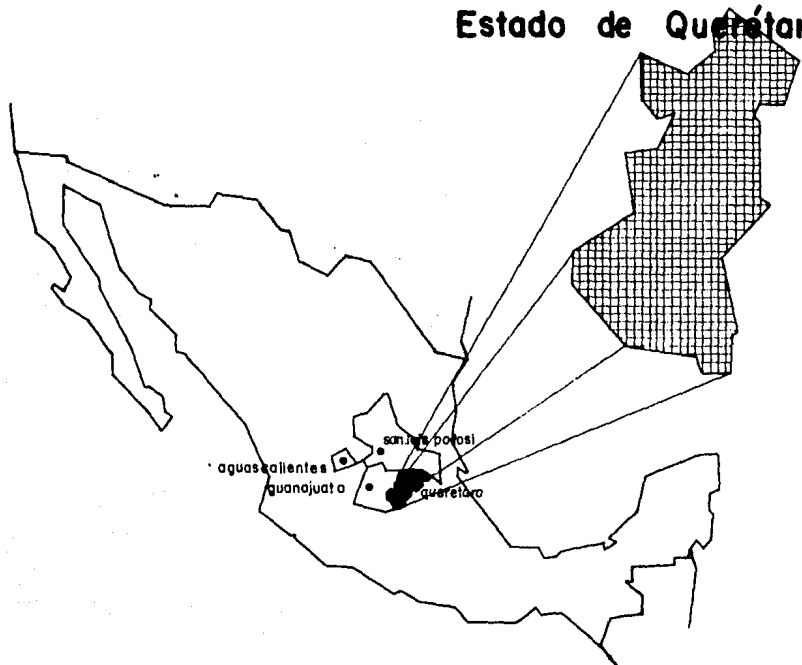 Estado de Querétar
san luis potosi
aguascalientes
guanajuato
queretaro